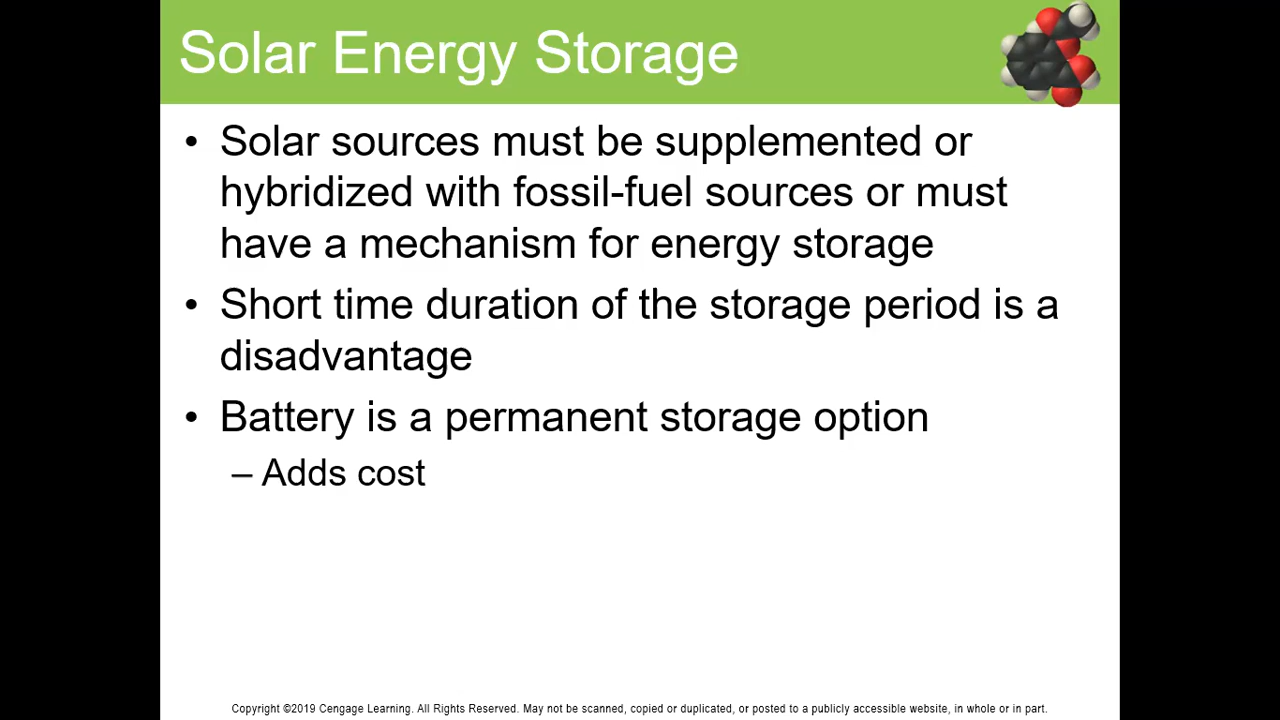 Solar Energy Storage
• Solar sources must be supplemented or
hybridized with fossil-fuel sources or must
have a mechanism for energy storage
• Short time duration of the storage period is a
disadvantage
• Battery is a permanent storage option
– Adds cost
Copyright ©2019 Cengage Learning. All Rights Reserved. May not be scanned, copied or duplicated, or posted to a publicly accessible website, in whole or in part.